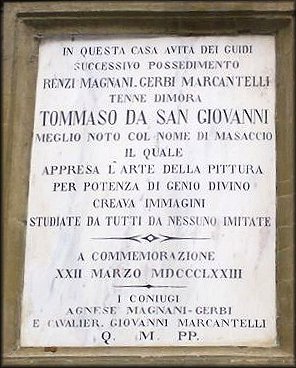 IN QUESTA CASA AVITA DEI GUIDI
SUCCESSIVO POSSEDIMENTO
RENZI MAGNANI-GERBI MARCANTELLI
TENNE DIMORA
TOMMASO DA SAN GIOVANNI
MEGLIO NOTO COL NOME DI MASACCIO
IL QUALE
APPRESA L'ARTE DELLA PITTURA
PER POTENZA DI GENIO DIVINO
CREAVA IMMAGINI
STUDIATE DA TUTTI DA NESSUNO IMITATE
A COMMEMORAZIONE
XXII MARZO MDCCCLXXIII
I CONIUGI
AGNESE MAGNANI-GERBI
E CAVALIER. GIOVANNI MARCANTELLI
Q. M. PP.